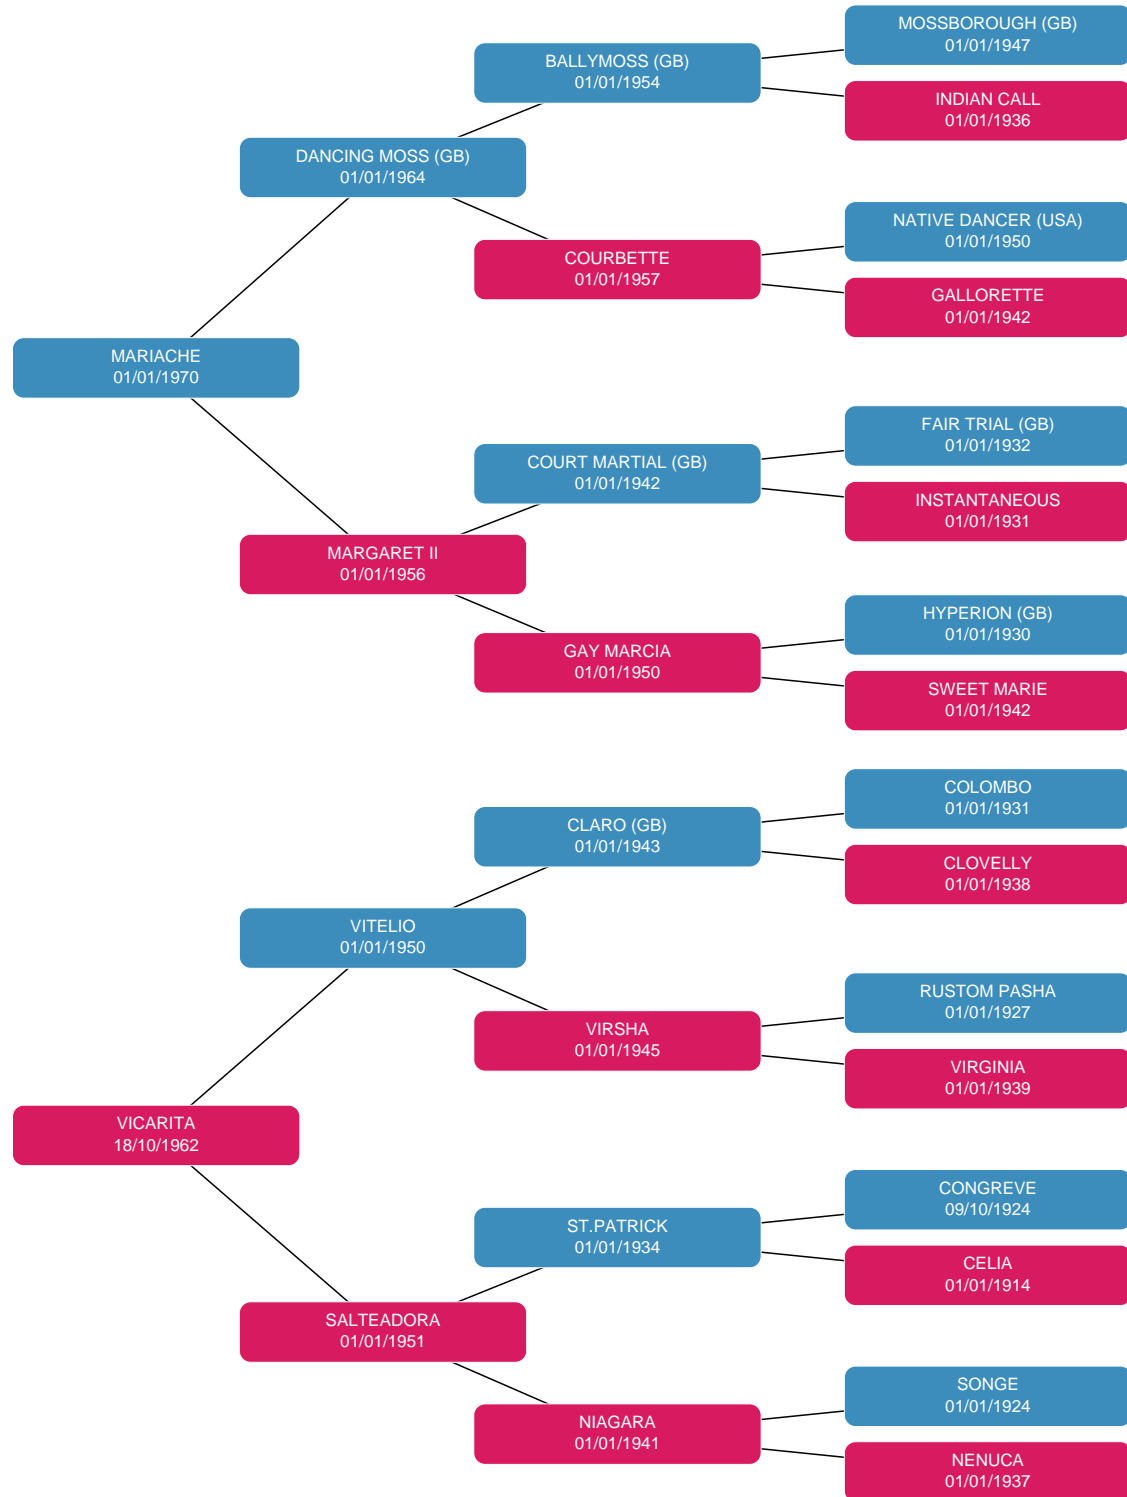 MOSSBOROUGH (GB)
01/01/1947
BALLYMOSS (GB)
01/01/1954
INDIAN CALL
01/01/1936
DANCING MOSS (GB)
01/01/1964
NATIVE DANCER (USA)
01/01/1950
COURBETTE
01/01/1957
GALLORETTE
01/01/1942
MARIACHE
01/01/1970
FAIR TRIAL (GB)
01/01/1932
COURT MARTIAL (GB)
01/01/1942
INSTANTANEOUS
01/01/1931
MARGARET II
01/01/1956
HYPERION (GB)
01/01/1930
GAY MARCIA
01/01/1950
SWEET MARIE
01/01/1942
COLOMBO
01/01/1931
CLARO (GB)
01/01/1943
CLOVELLY
01/01/1938
VITELIO
01/01/1950
RUSTOM PASHA
01/01/1927
VIRSHA
01/01/1945
VIRGINIA
01/01/1939
VICARITA
18/10/1962
CONGREVE
09/10/1924
ST.PATRICK
01/01/1934
CELIA
01/01/1914
SALTEADORA
01/01/1951
SONGE
01/01/1924
NIAGARA
01/01/1941
NENUCA
01/01/1937